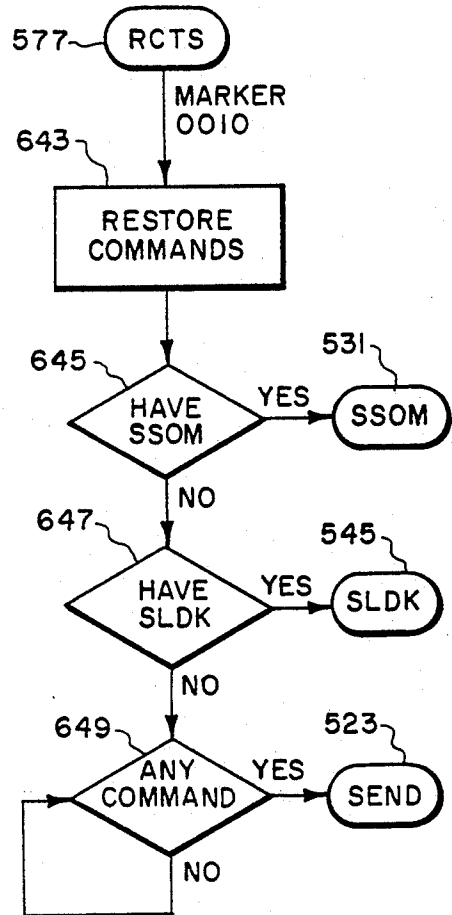 577
RCTS
MARKER
0010
643
RESTORE
COMMANDS
645
HAVE
SSOM
YES
531
SSOM
NO
647
HAVE
SLDK
YES
545
SLDK
NO
649
ANY
COMMAND
YES
523
SEND
NO